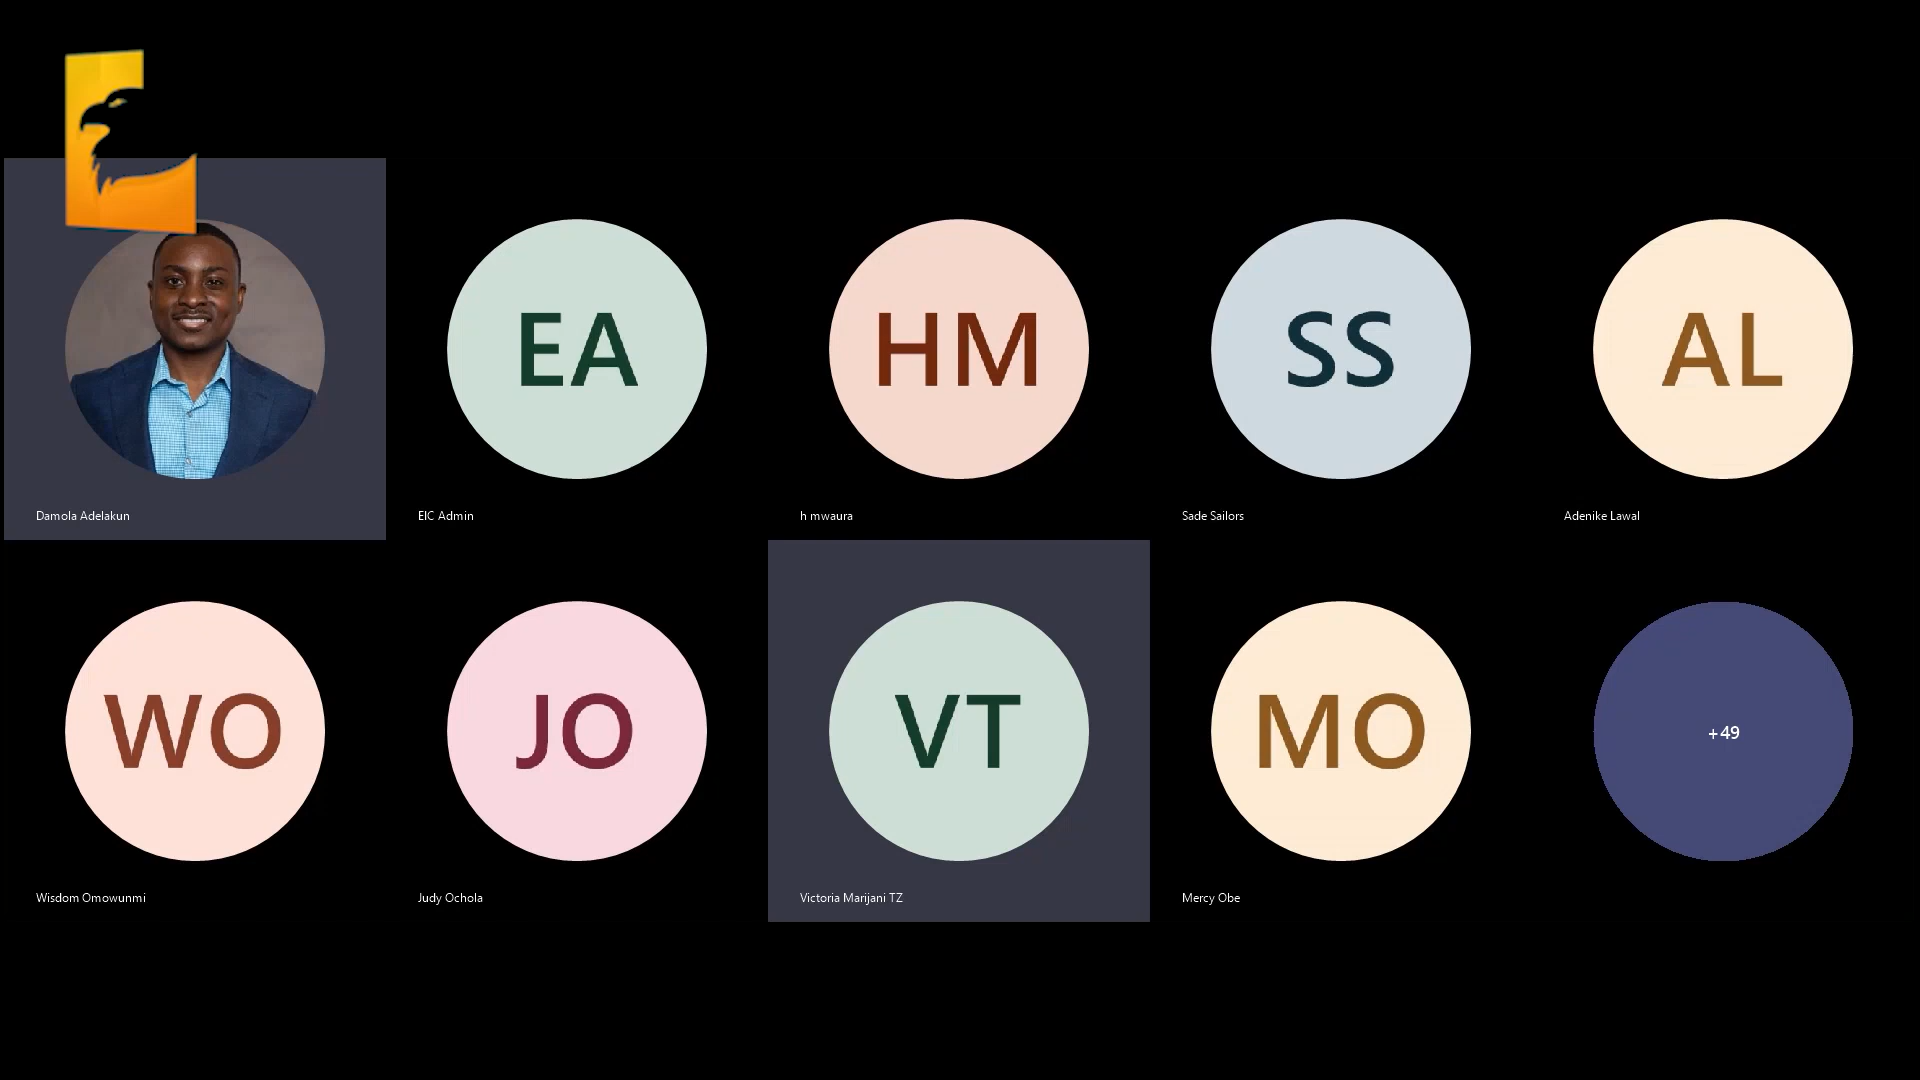 EA
HM
SS
AL
Damola Adelakun
EIC Admin
h mwaura
Sade Sailors
Adenike Lawal
WO
JO
VT
MO
+49
Wisdom Omowunmi
Judy Ochola
Victoria Marijani TZ
Mercy Obe